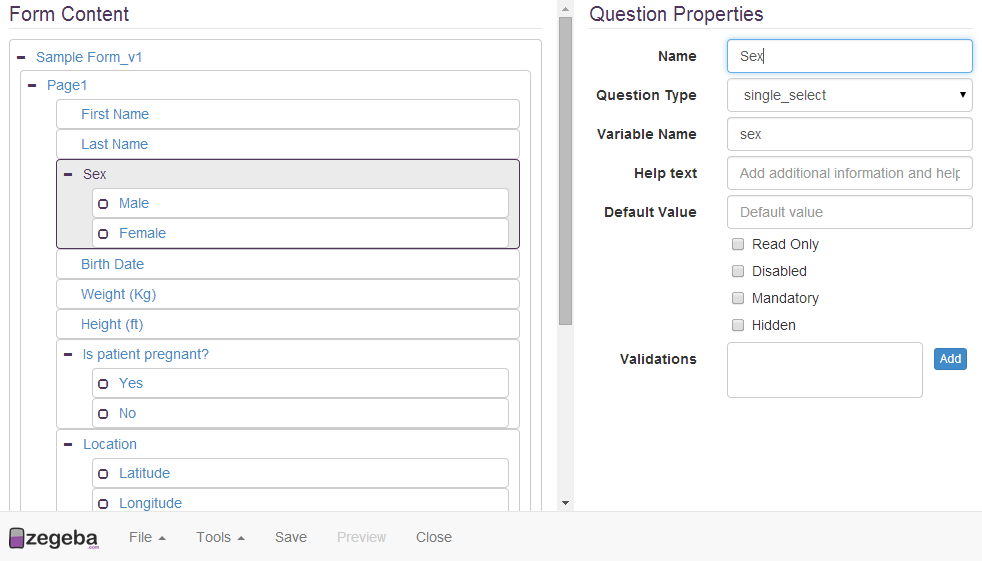 Form Content
Sample Form_v1
Page1
First Name
Last Name
Sex
Male
Female
Birth Date
Weight (Kg)
Height (ft)
Is patient pregnant?
Yes
No
Location
Latitude
Longitude
Question Properties
Name Sex
Question Type single_select
Variable Name sex
Help text Add additional information and help
Default Value Default value
Read Only
Disabled
Mandatory
Hidden
Validations Add
zegeba.com File Tools Save Preview Close